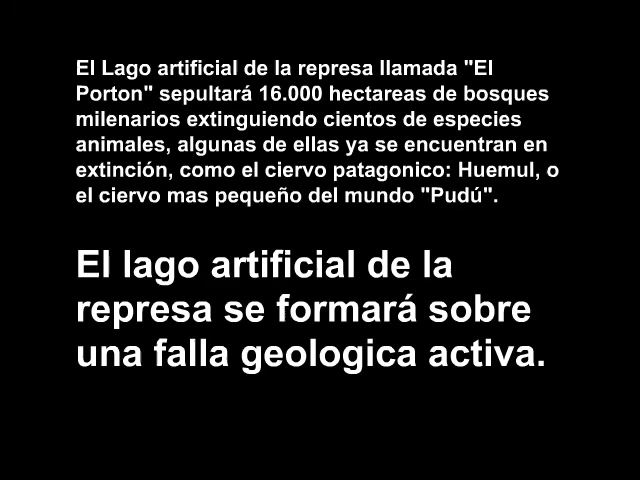 El Lago artificial de la represa llamada "El
Porton" sepultará 16.000 hectareas de bosques
milenarios extinguiendo cientos de especies
animales, algunas de ellas ya se encuentran en
extinción, como el ciervo patagonico: Huemul, o
el ciervo mas pequeño del mundo "Pudú".
El lago artificial de la
represa se formará sobre
una falla geologica activa.